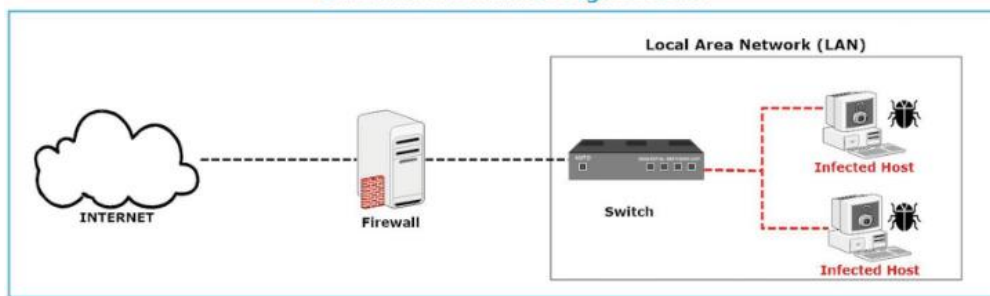 Local Area Network (LAN)
Infected Host
INTERNET
Firewall
Switch
Infected Host